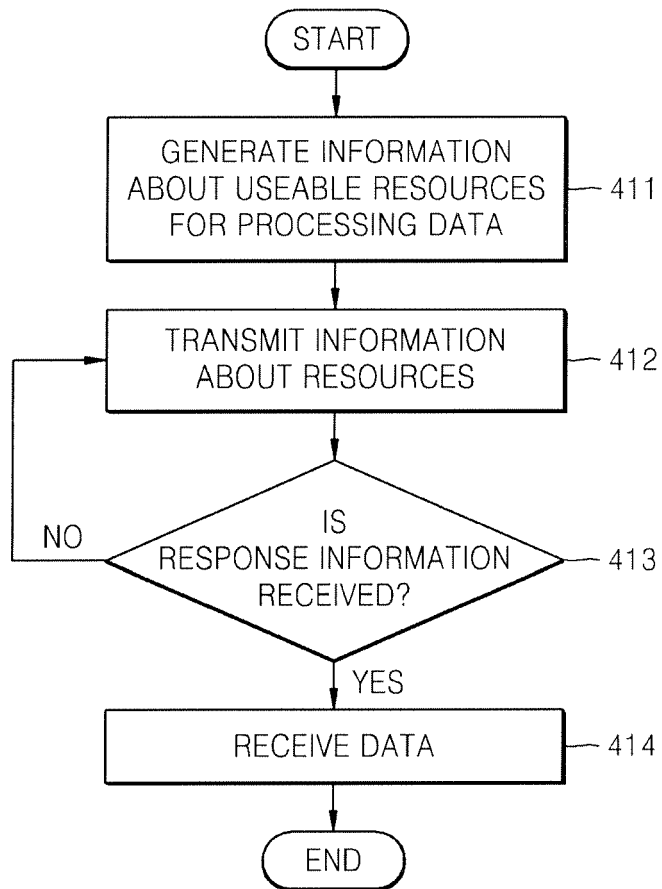 START
GENERATE INFORMATION
ABOUT USEABLE RESOURCES
FOR PROCESSING DATA
411
TRANSMIT INFORMATION
ABOUT RESOURCES
412
IS
RESPONSE INFORMATION
RECEIVED?
413
NO
YES
RECEIVE DATA
414
END